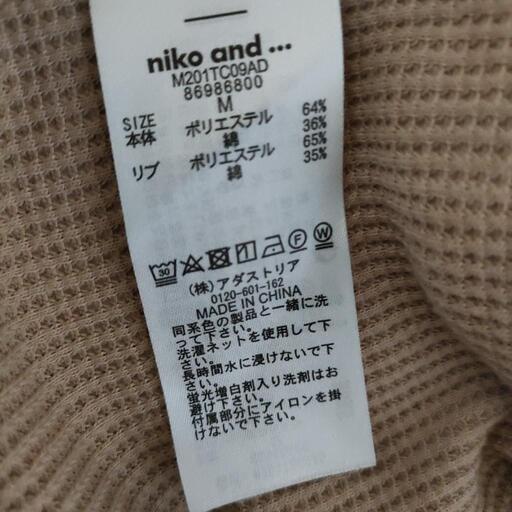 niko and ...
M201TC09AD
86986800
SIZE M
本体 ポリエステル 64%
綿 36%
リブ ポリエステル 65%
綿 35%
30 F W
(株)アダストリア
0120-601-162
MADE IN CHINA
同系色の製品と一緒に洗
って下さい。
洗濯ネットを使用して下
さい。
長時間水に浸けないで下
さい。
蛍光増白剤入り洗剤はお
避け下さい。
付属部分にアイロンを掛
けないで下さい。